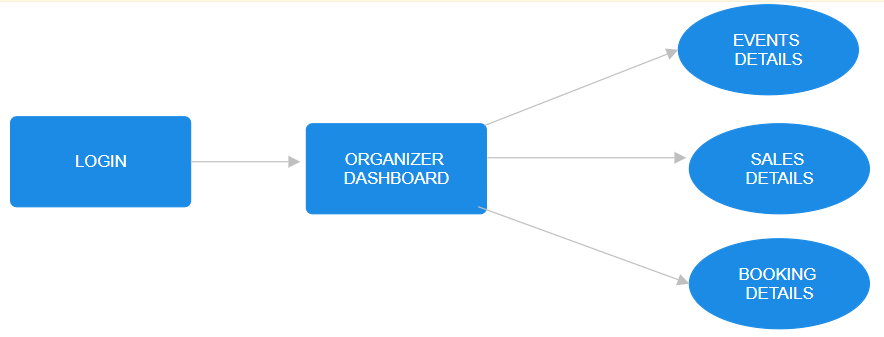 LOGIN
ORGANIZER
DASHBOARD
EVENTS
DETAILS
SALES
DETAILS
BOOKING
DETAILS